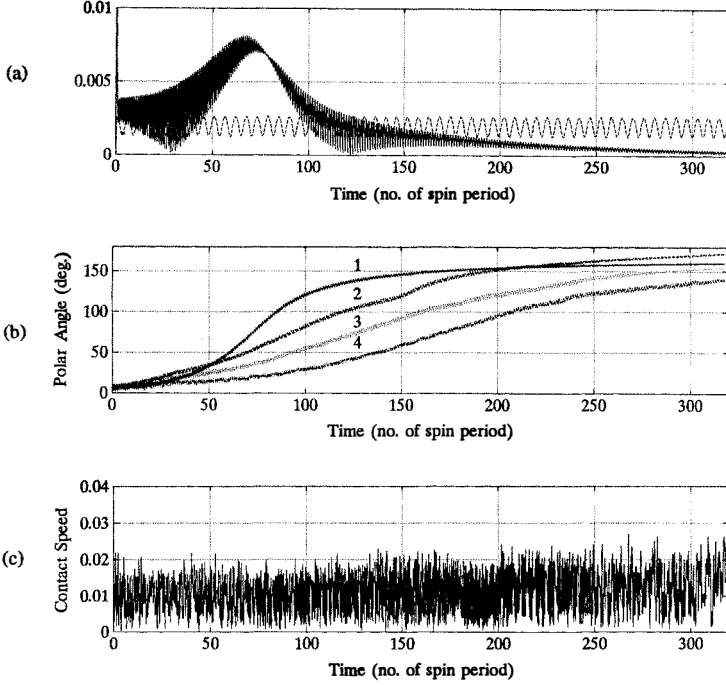 (a)
0.01
0.005
0
0 50 100 150 200 250 300
Time (no. of spin period)
(b)
Polar Angle (deg.)
150
100
50
0
1
2
3
4
0 50 100 150 200 250 300
Time (no. of spin period)
(c)
Contact Speed
0.04
0.03
0.02
0.01
0
0 50 100 150 200 250 300
Time (no. of spin period)